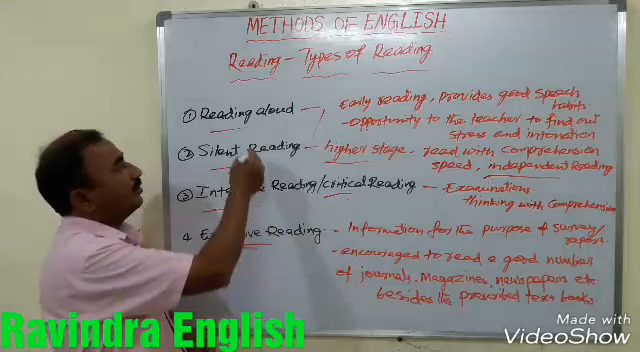 METHODS OF ENGLISH
Reading - Types of Reading
① Reading aloud
Early reading, provides good speech habits.
- opportunity to the teacher to find out
stress and intonation
② Silent Reading - higher stage - read with comprehension
speed, independent Reading
③ Reading/critical Reading - Examinations
thinking with Comprehension
4. Reading. - Information for the purpose of survey/
report.
- encouraged to read a good number
of journals, Magazines, newspapers etc
besides the prescribed text books.
Ravindra English
Made with
VideoShow